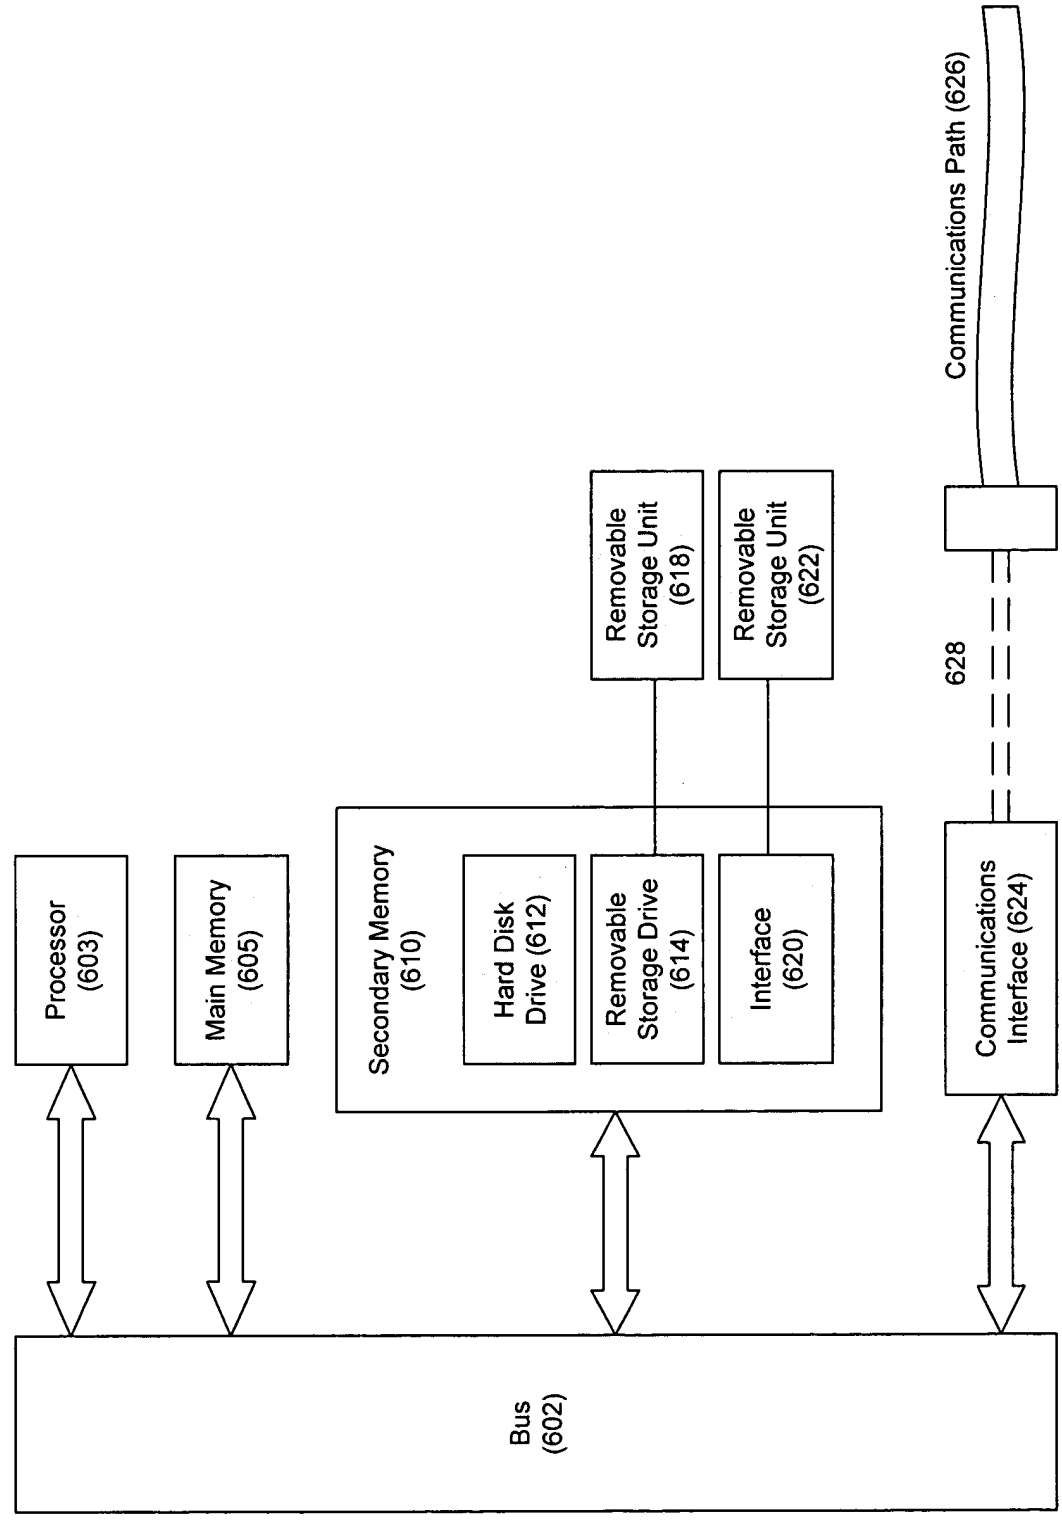 Bus
(602)
Processor
(603)
Main Memory
(605)
Secondary Memory
(610)
Hard Disk
Drive (612)
Removable
Storage Drive
(614)
Interface
(620)
Removable
Storage Unit
(618)
Removable
Storage Unit
(622)
Communications
Interface (624)
628
Communications Path (626)